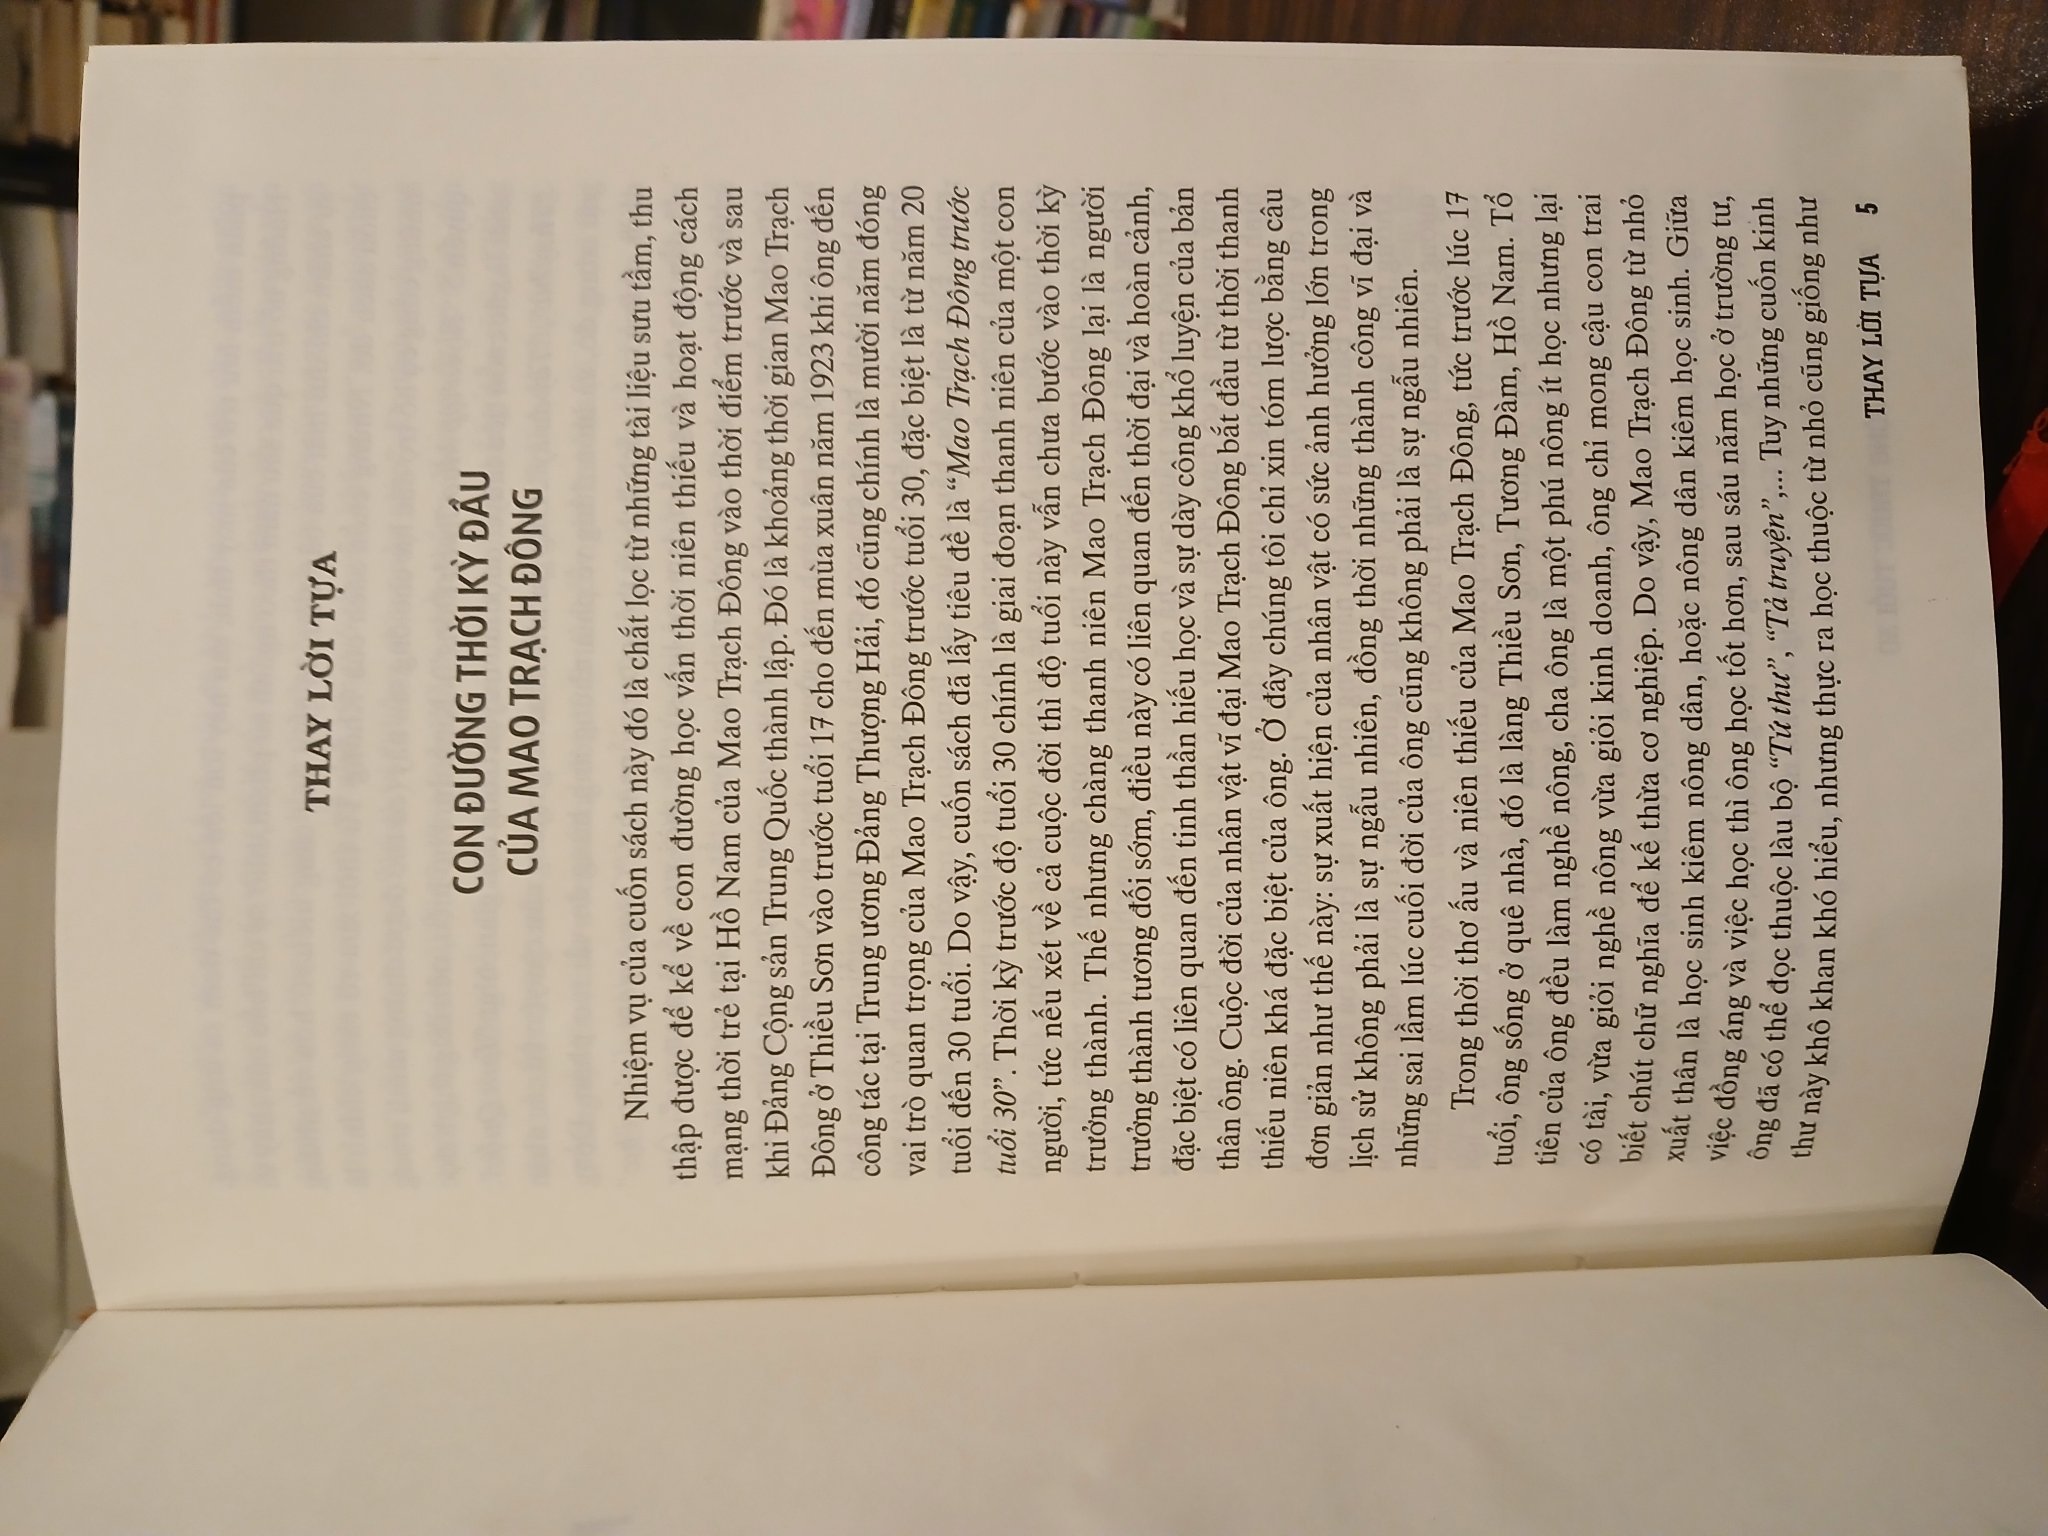 THAY LỜI TỰA
CON ĐƯỜNG THỜI KỲ ĐẦU
CỦA MAO TRẠCH ĐÔNG
Nhiệm vụ của cuốn sách này đó là chắt lọc từ những tài liệu sưu tầm, thu
thập được để kể về con đường học vấn thời niên thiếu và hoạt động cách
mạng thời trẻ tại Hồ Nam của Mao Trạch Đông vào thời điểm trước và sau
khi Đảng Cộng sản Trung Quốc thành lập. Đó là khoảng thời gian Mao Trạch
Đông ở Thiều Sơn vào trước tuổi 17 cho đến mùa xuân năm 1923 khi ông đến
công tác tại Trung ương Đảng Thượng Hải, đó cũng chính là mười năm đóng
vai trò quan trọng của Mao Trạch Đông trước tuổi 30, đặc biệt là từ năm 20
tuổi đến 30 tuổi. Do vậy, cuốn sách đã lấy tiêu đề là “Mao Trạch Đông trước
tuổi 30”. Thời kỳ trước độ tuổi 30 chính là giai đoạn thanh niên của một con
người, tức nếu xét về cả cuộc đời thì độ tuổi này vẫn chưa bước vào thời kỳ
trưởng thành. Thế nhưng chàng thanh niên Mao Trạch Đông lại là người
trưởng thành tương đối sớm, điều này có liên quan đến thời đại và hoàn cảnh,
đặc biệt có liên quan đến tinh thần hiếu học và sự dày công khổ luyện của bản
thân ông. Cuộc đời của nhân vật vĩ đại Mao Trạch Đông bắt đầu từ thời thanh
thiếu niên khá đặc biệt của ông. Ở đây chúng tôi chỉ xin tóm lược bằng câu
đơn giản như thế này: sự xuất hiện của nhân vật có sức ảnh hưởng lớn trong
lịch sử không phải là sự ngẫu nhiên, đồng thời những thành công vĩ đại và
những sai lầm lúc cuối đời của ông cũng không phải là sự ngẫu nhiên.
Trong thời thơ ấu và niên thiếu của Mao Trạch Đông, tức trước lúc 17
tuổi, ông sống ở quê nhà, đó là làng Thiều Sơn, Tương Đàm, Hồ Nam. Tổ
tiên của ông đều làm nghề nông, cha ông là một phú nông ít học nhưng lại
có tài, vừa giỏi nghề nông vừa giỏi kinh doanh, ông chỉ mong cậu con trai
biết chút chữ nghĩa để kế thừa cơ nghiệp. Do vậy, Mao Trạch Đông từ nhỏ
xuất thân là học sinh kiêm nông dân, hoặc nông dân kiêm học sinh. Giữa
việc đồng áng và việc học thì ông học tốt hơn, sau sáu năm học ở trường tư,
ông đã có thể đọc thuộc làu bộ “Tứ thư”, “Tả truyện”,... Tuy những cuốn kinh
thư này khô khan khó hiểu, nhưng thực ra học thuộc từ nhỏ cũng giống như
THAY LỜI TỰA 5